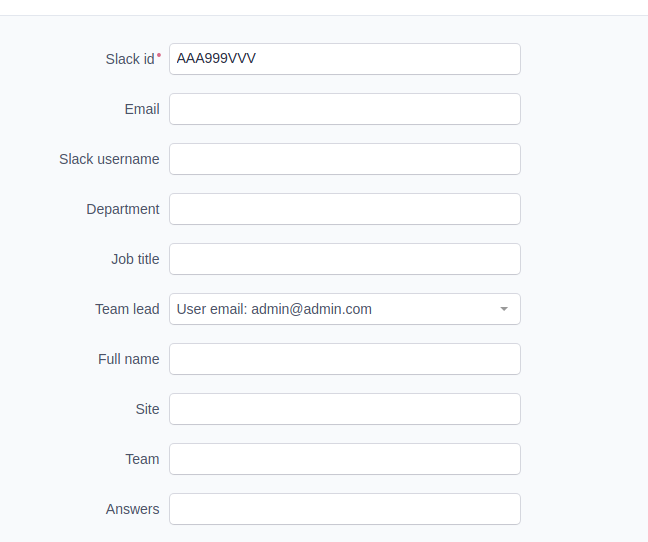 Slack id* AAA999VVV
Email
Slack username
Department
Job title
Team lead User email: admin@admin.com
Full name
Site
Team
Answers